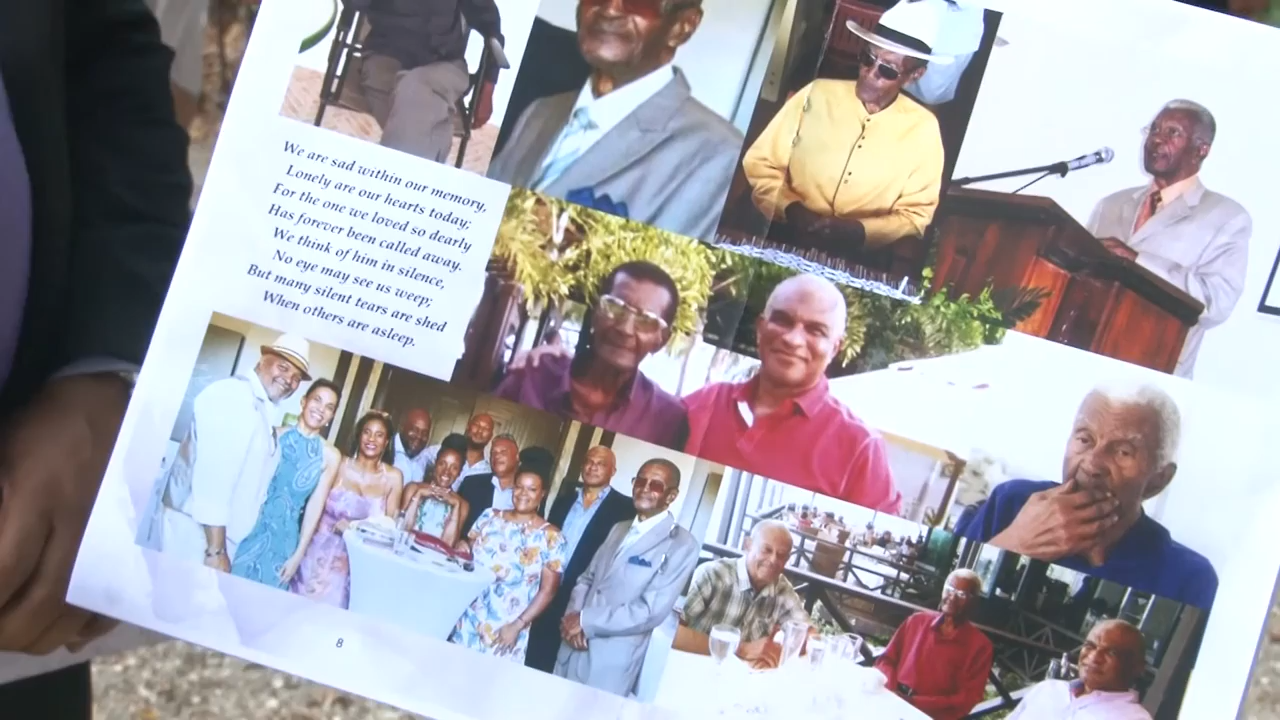 We are sad within our memory,
Lonely are our hearts today;
For the one we loved so dearly
Has forever been called away.
We think of him in silence,
No eye may see us weep;
But many silent tears are shed
When others are asleep.
8